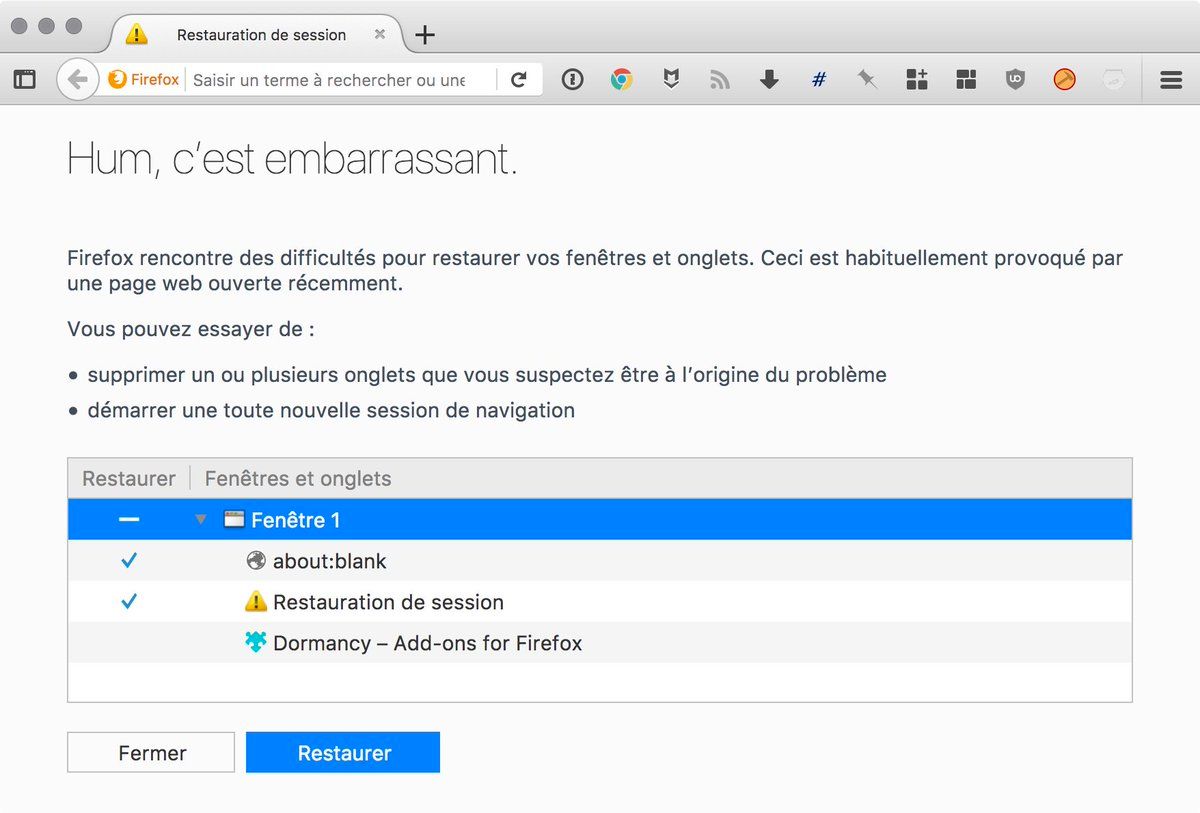 Restauration de session
Firefox Saisir un terme à rechercher ou une
Hum, c’est embarrassant.
Firefox rencontre des difficultés pour restaurer vos fenêtres et onglets. Ceci est habituellement provoqué par
une page web ouverte récemment.
Vous pouvez essayer de :
• supprimer un ou plusieurs onglets que vous suspectez être à l’origine du problème
• démarrer une toute nouvelle session de navigation
Restaurer Fenêtres et onglets
Fenêtre 1
about:blank
Restauration de session
Dormancy – Add-ons for Firefox
Fermer Restaurer